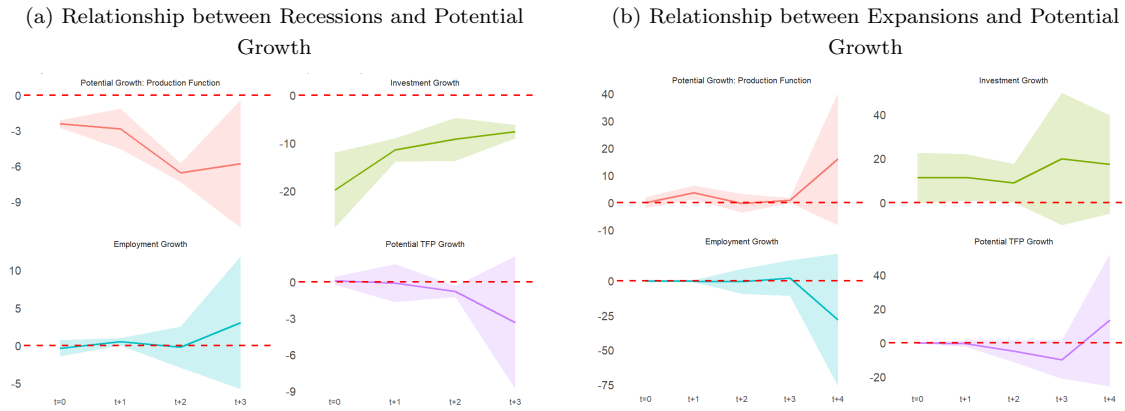 (a) Relationship between Recessions and Potential
Growth
Potential Growth: Production Function
0
-3
-6
-9
Investment Growth
0
-10
-20
Employment Growth
10
5
0
-5
t=0 t+1 t+2 t+3
Potential TFP Growth
0
-3
-6
-9
t=0 t+1 t+2 t+3
(b) Relationship between Expansions and Potential
Growth
Potential Growth: Production Function
40
30
20
10
0
-10
Investment Growth
40
20
0
Employment Growth
0
-25
-50
-75
t=0 t+1 t+2 t+3 t+4
Potential TFP Growth
40
20
0
-20
t=0 t+1 t+2 t+3 t+4